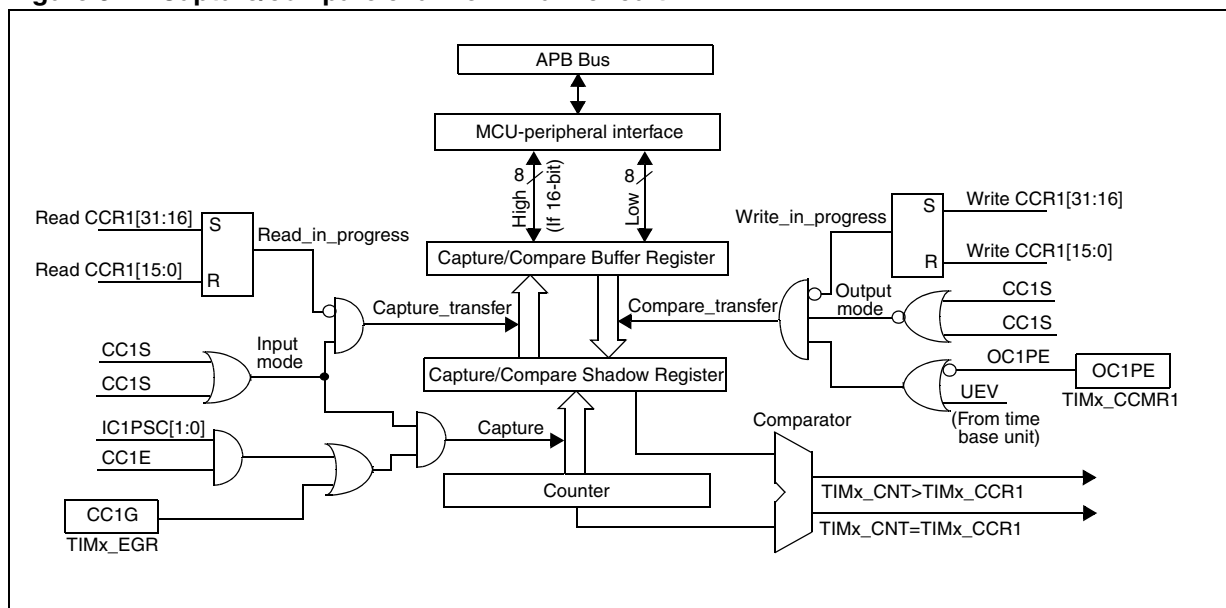 APB Bus
MCU-peripheral interface
8
High
(If 16-bit)
8
Low
Read CCR1[31:16]
S
Read_in_progress
Read CCR1[15:0]
R
Write_in_progress
S
Write CCR1[31:16]
R
Write CCR1[15:0]
Capture/Compare Buffer Register
Capture_transfer
Compare_transfer
Output
mode
CC1S
CC1S
CC1S
Input
mode
CC1S
Capture/Compare Shadow Register
OC1PE
OC1PE
UEV
TIMx_CCMR1
(From time
base unit)
IC1PSC[1:0]
CC1E
Capture
Comparator
Counter
CC1G
TIMx_EGR
TIMx_CNT>TIMx_CCR1
TIMx_CNT=TIMx_CCR1